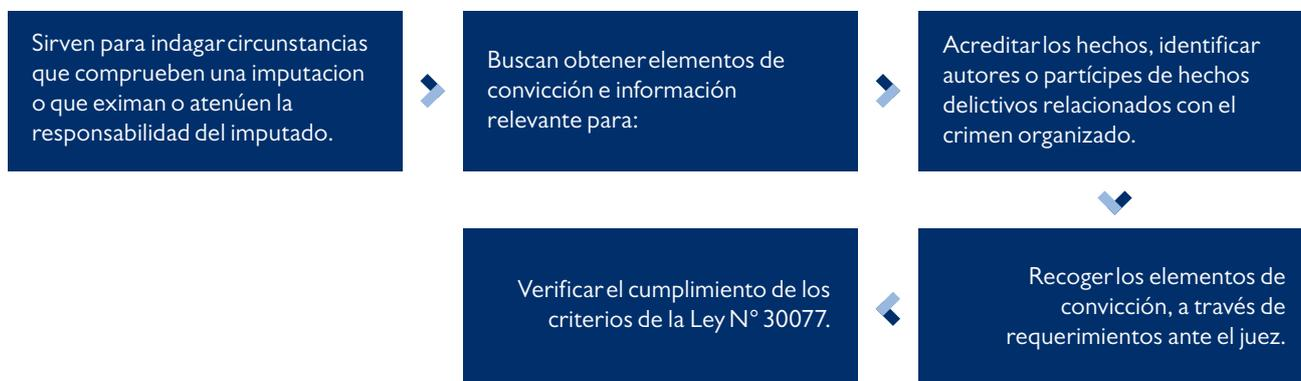 Sirven para indagar circunstancias
que comprueben una imputacion
o que eximan o atenúen la
responsabilidad del imputado.
Buscan obtener elementos de
convicción e información
relevante para:
Acreditar los hechos, identificar
autores o partícipes de hechos
delictivos relacionados con el
crimen organizado.
Recoger los elementos de
convicción, a través de
requerimientos ante el juez.
Verificar el cumplimiento de los
criterios de la Ley N° 30077.